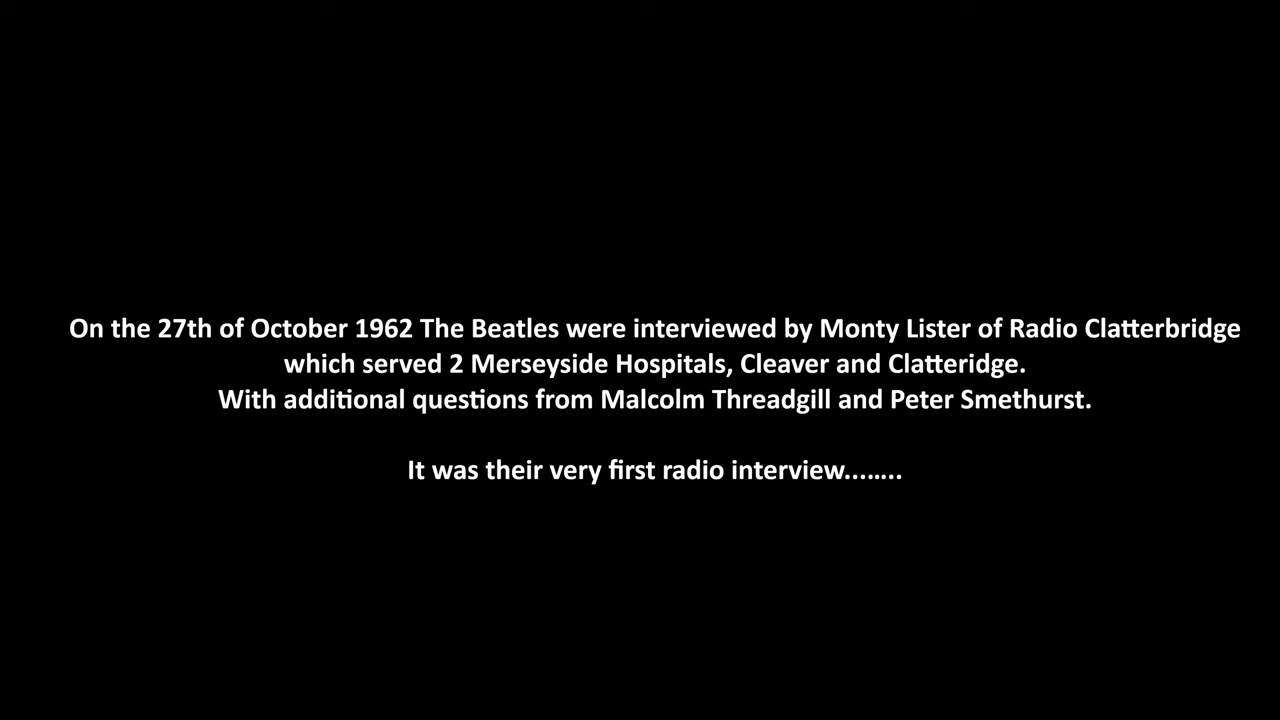 On the 27th of October 1962 The Beatles were interviewed by Monty Lister of Radio Clatterbridge
which served 2 Merseyside Hospitals, Cleaver and Clatteridge.
With additional questions from Malcolm Threadgill and Peter Smethurst.
It was their very first radio interview........